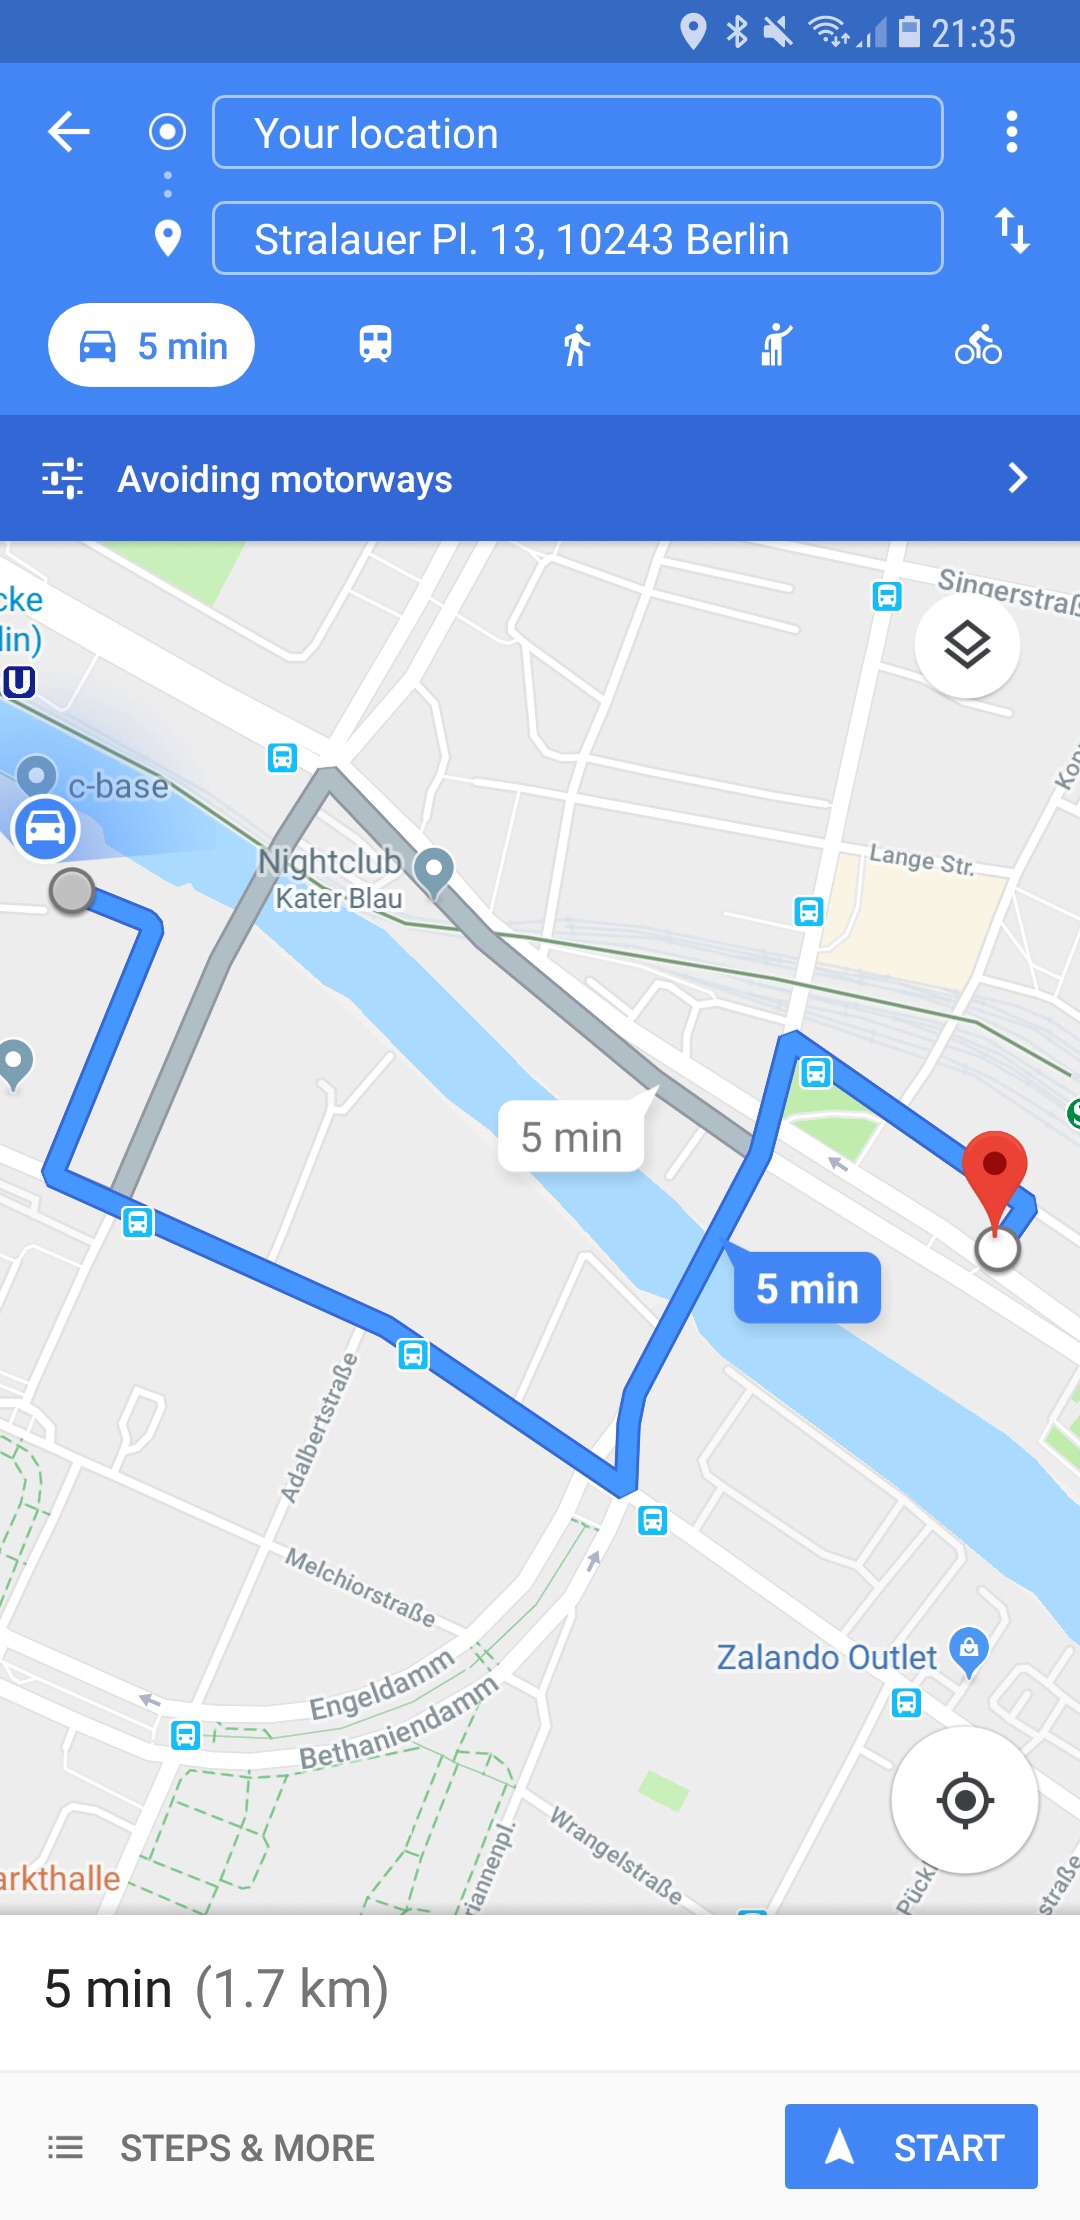 21:35
Your location
Stralauer Pl. 13, 10243 Berlin
5 min
Avoiding motorways
cke
lin)
U
Singerstraß
c-base
Nightclub
Kater Blau
Lange Str.
Kop
5 min
5 min
Adalbertstraße
Melchiorstraße
Engeldamm
Bethaniendamm
Zalando Outlet
Wrangelstraße
riannenpl.
Pückl
straße
arkthalle
5 min (1.7 km)
STEPS & MORE
START